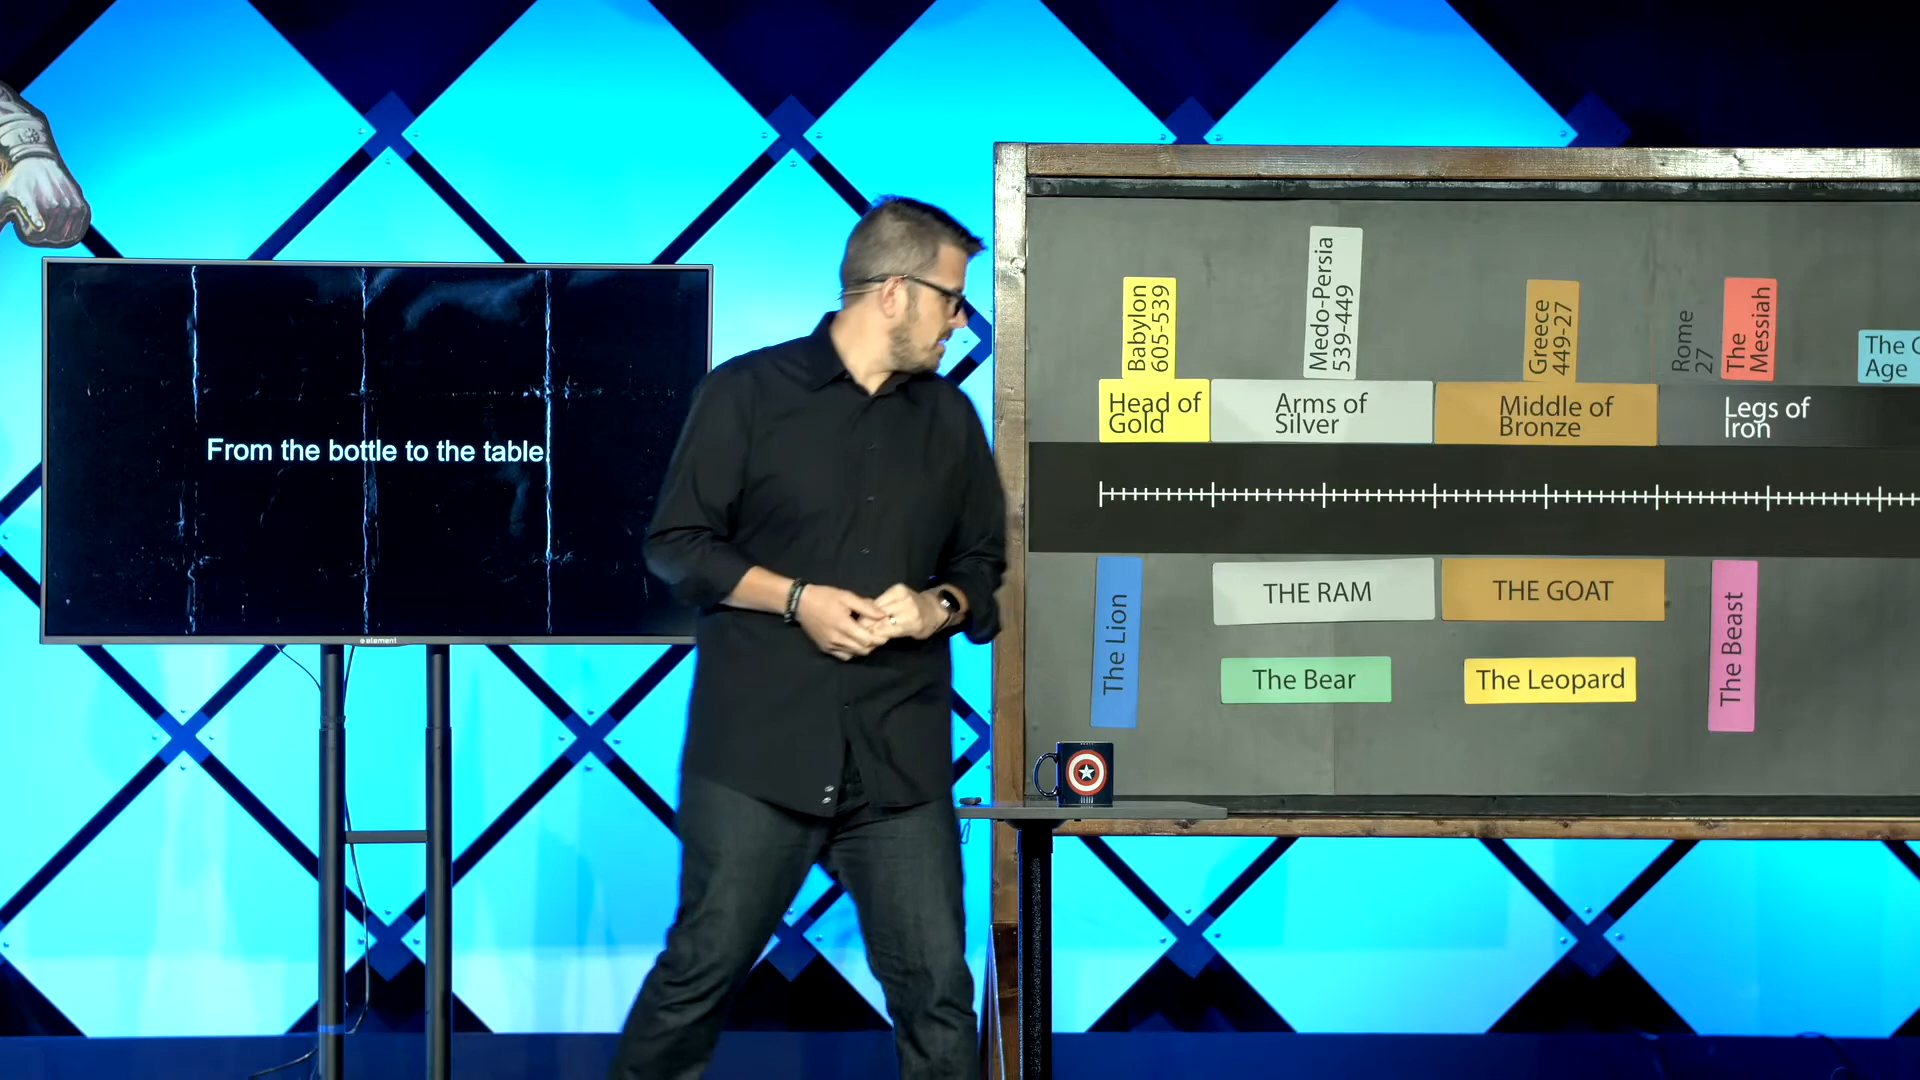 From the bottle to the table.
element
Babylon
605-539
Medo-Persia
539-449
Greece
449-27
Rome
27
The
Messiah
The
Age
Head of
Gold
Arms of
Silver
Middle of
Bronze
Legs of
Iron
The Lion
THE RAM
THE GOAT
The Bear
The Leopard
The Beast